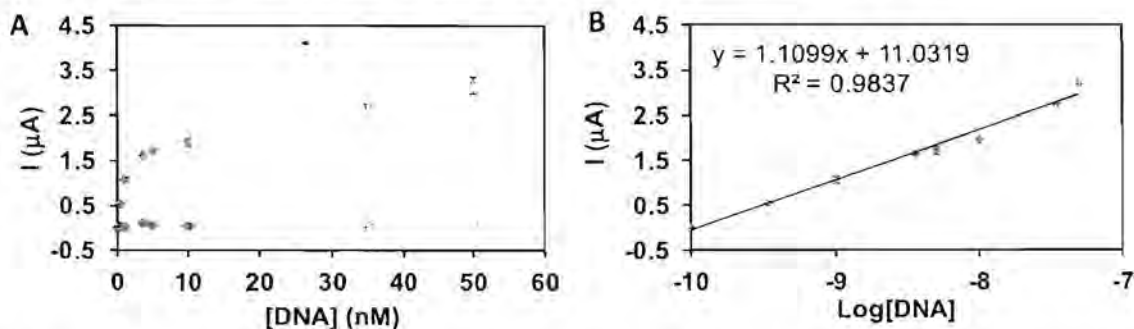 A
4.5
3.5
2.5
1.5
0.5
-0.5
I (µA)
0
10
20
30
40
50
60
[DNA] (nM)
B
4.5
3.5
2.5
1.5
0.5
-0.5
I (µA)
y = 1.1099x + 11.0319
R² = 0.9837
-10
-9
-8
-7
Log[DNA]